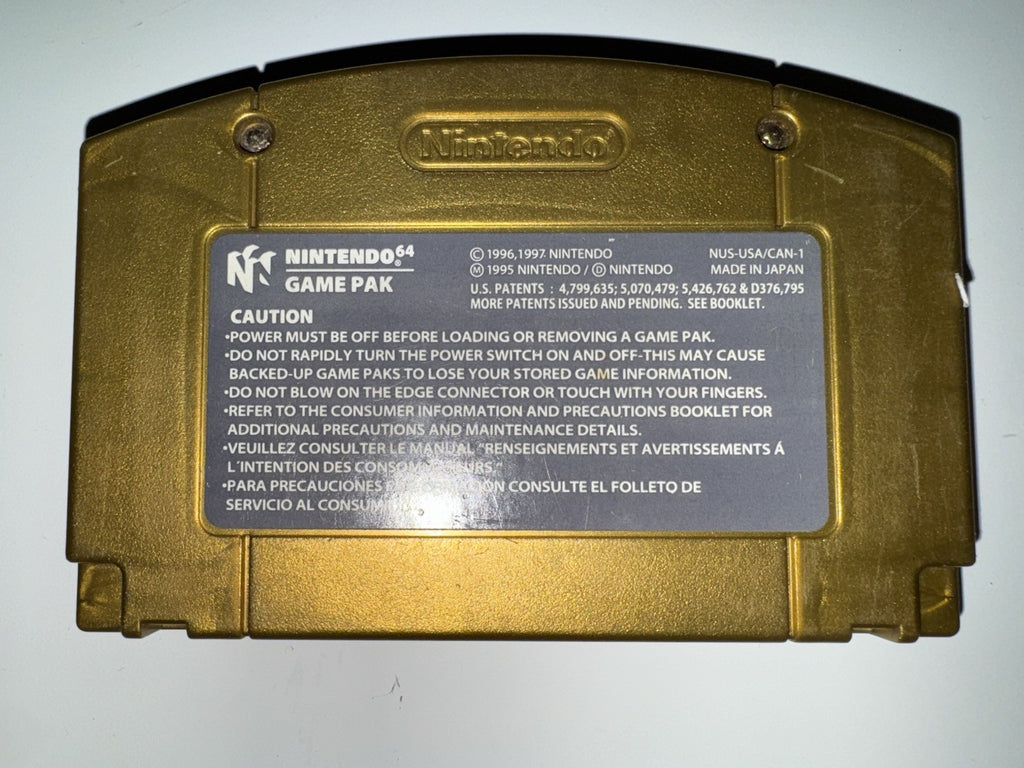 Nintendo
NINTENDO64
GAME PAK
© 1996,1997 NINTENDO
Ⓜ 1995 NINTENDO / Ⓓ NINTENDO
NUS-USA/CAN-1
MADE IN JAPAN
U.S. PATENTS : 4,799,635; 5,070,479; 5,426,762 & D376,795
MORE PATENTS ISSUED AND PENDING. SEE BOOKLET.
CAUTION
•POWER MUST BE OFF BEFORE LOADING OR REMOVING A GAME PAK.
•DO NOT RAPIDLY TURN THE POWER SWITCH ON AND OFF-THIS MAY CAUSE
BACKED-UP GAME PAKS TO LOSE YOUR STORED GAME INFORMATION.
•DO NOT BLOW ON THE EDGE CONNECTOR OR TOUCH WITH YOUR FINGERS.
•REFER TO THE CONSUMER INFORMATION AND PRECAUTIONS BOOKLET FOR
ADDITIONAL PRECAUTIONS AND MAINTENANCE DETAILS.
•VEUILLEZ CONSULTER LE MANUAL "RENSEIGNEMENTS ET AVERTISSEMENTS Á
L'INTENTION DES
•PARA PRECAUCIONES CONSULTE EL FOLLETO DE
SERVICIO AL